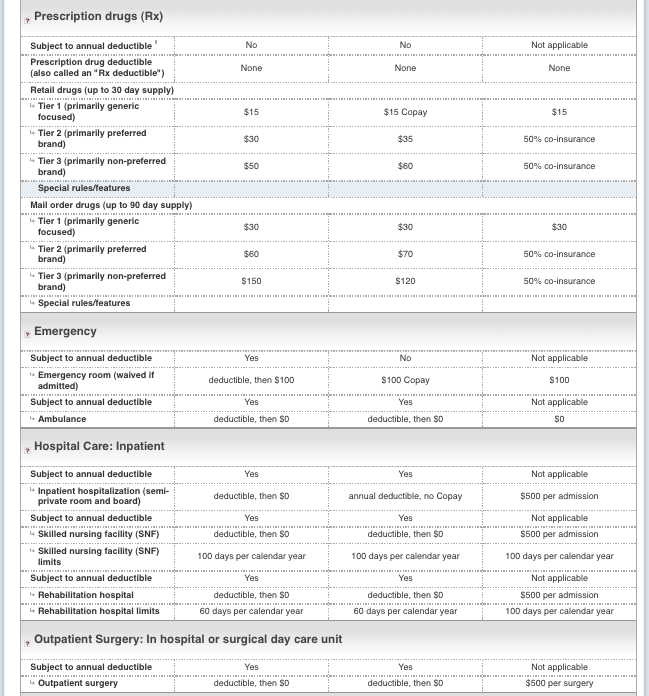 ? Prescription drugs (Rx)
Subject to annual deductible 1 No No Not applicable
Prescription drug deductible
(also called an "Rx deductible") None None None
Retail drugs (up to 30 day supply)
Tier 1 (primarily generic
focused) $15 $15 Copay $15
Tier 2 (primarily preferred
brand) $30 $35 50% co-insurance
Tier 3 (primarily non-preferred
brand) $50 $60 50% co-insurance
Special rules/features
Mail order drugs (up to 90 day supply)
Tier 1 (primarily generic
focused) $30 $30 $30
Tier 2 (primarily preferred
brand) $60 $70 50% co-insurance
Tier 3 (primarily non-preferred
brand) $150 $120 50% co-insurance
Special rules/features
? Emergency
Subject to annual deductible Yes No Not applicable
Emergency room (waived if
admitted) deductible, then $100 $100 Copay $100
Subject to annual deductible Yes Yes Not applicable
Ambulance deductible, then $0 deductible, then $0 $0
? Hospital Care: Inpatient
Subject to annual deductible Yes Yes Not applicable
Inpatient hospitalization (semi-
private room and board) deductible, then $0 annual deductible, no Copay $500 per admission
Subject to annual deductible Yes Yes Not applicable
Skilled nursing facility (SNF) deductible, then $0 deductible, then $0 $500 per admission
Skilled nursing facility (SNF)
limits 100 days per calendar year 100 days per calendar year 100 days per calendar year
Subject to annual deductible Yes Yes Not applicable
Rehabilitation hospital deductible, then $0 deductible, then $0 $500 per admission
Rehabilitation hospital limits 60 days per calendar year 60 days per calendar year 100 days per calendar year
? Outpatient Surgery: In hospital or surgical day care unit
Subject to annual deductible Yes Yes Not applicable
Outpatient surgery deductible, then $0 deductible, then $0 $500 per surgery